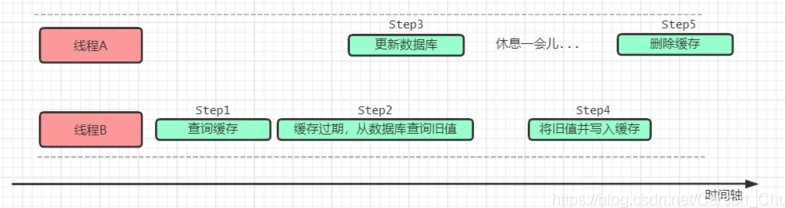 Step3
Step5
线程A
更新数据库
休息一会儿...
删除缓存
Step1
Step2
Step4
线程B
查询缓存
缓存过期，从数据库查询旧值
将旧值并写入缓存
时间轴